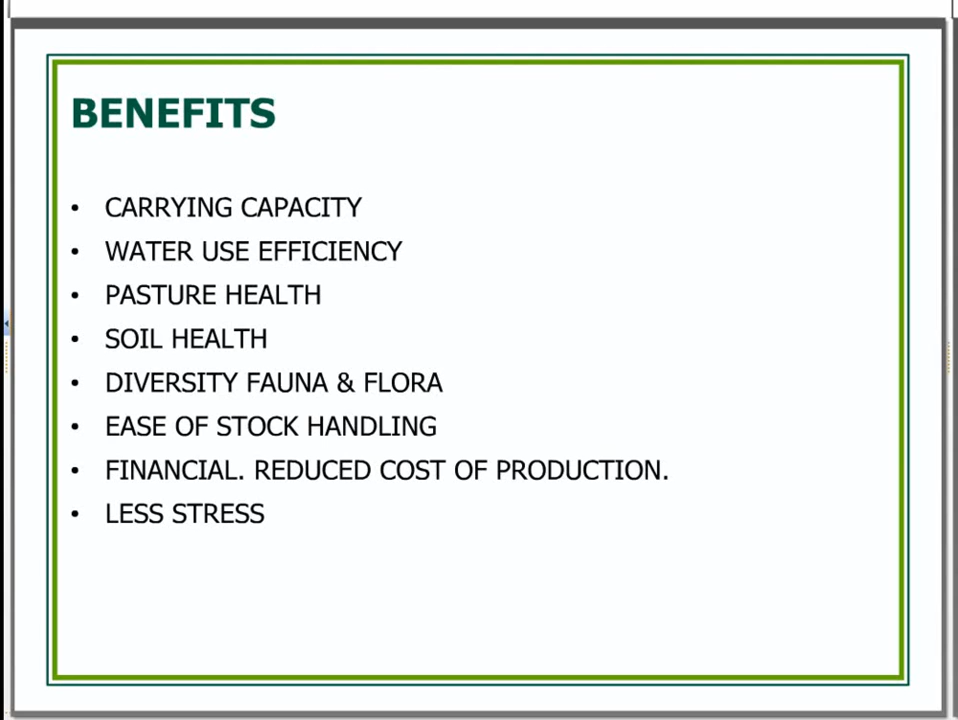 BENEFITS
• CARRYING CAPACITY
• WATER USE EFFICIENCY
• PASTURE HEALTH
• SOIL HEALTH
• DIVERSITY FAUNA & FLORA
• EASE OF STOCK HANDLING
• FINANCIAL. REDUCED COST OF PRODUCTION.
• LESS STRESS